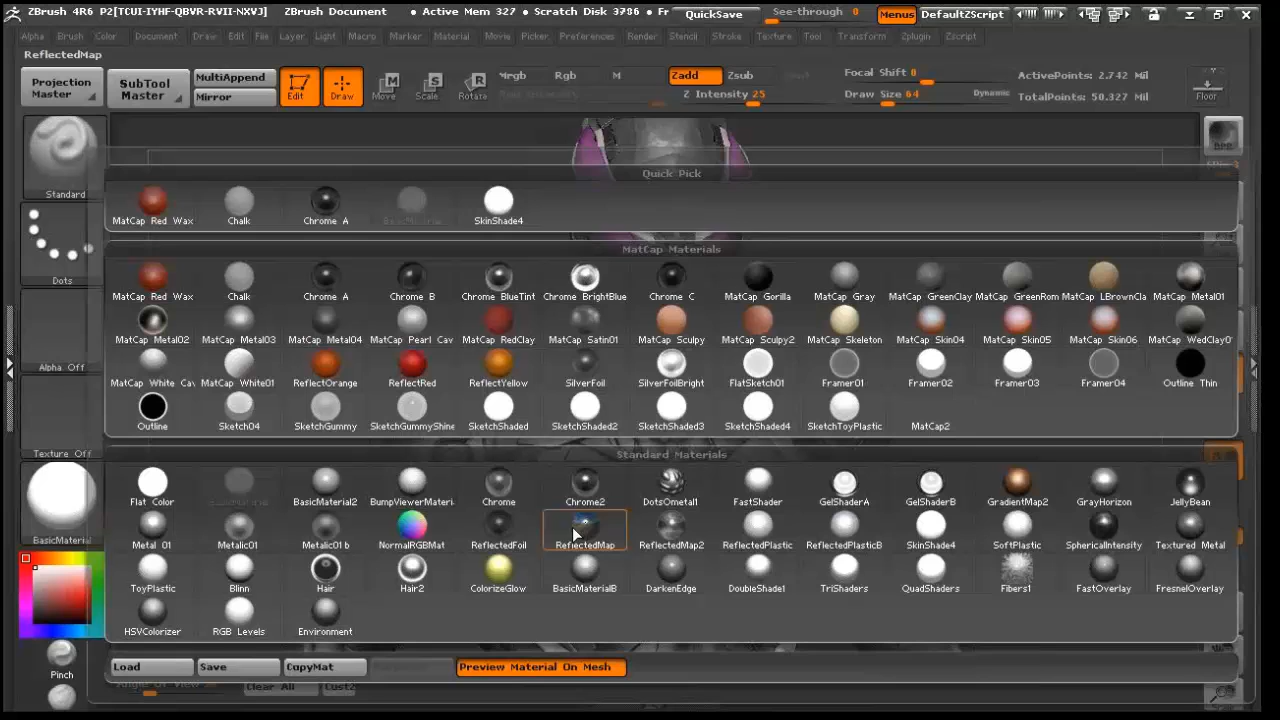 ZBrush 4R6 P2[TCUI-IYHF-QBVR-RVII-NXVJ] ZBrush Document • Active Mem 327 • Scratch Disk 3786 • Fr QuickSave See-through 0 Menus DefaultZScript
Alpha Brush Color Document Draw Edit File Layer Light Macro Marker Material Movie Picker Preferences Render Stencil Stroke Texture Tool Transform Zplugin Zscript
ReflectedMap
Projection Master SubTool Master MultiAppend Mirror Edit Draw Move Scale Rotate Mrgb Rgb M Zadd Zsub Z Intensity 25 Focal Shift 0 Draw Size 64 Dynamic ActivePoints: 2.742 Mil TotalPoints: 50.327 Mil Floor
Standard
Dots
Alpha Off
Texture Off
BasicMaterial
Pinch
Quick Pick
MatCap Red Wax Chalk Chrome A BasicMaterial SkinShade4
MatCap Materials
MatCap Red Wax Chalk Chrome A Chrome B Chrome BlueTint Chrome BrightBlue Chrome C MatCap Gorilla MatCap Gray MatCap GreenClay MatCap GreenRom MatCap LBrownCla MatCap Metal01
MatCap Metal02 MatCap Metal03 MatCap Metal04 MatCap Pearl Cav MatCap RedClay MatCap Satin01 MatCap Sculpy MatCap Sculpy2 MatCap Skeleton MatCap Skin04 MatCap Skin05 MatCap Skin06 MatCap WedClay0
MatCap White Cav MatCap White01 ReflectOrange ReflectRed ReflectYellow SilverFoil SilverFoilBright FlatSketch01 Framer01 Framer02 Framer03 Framer04 Outline Thin
Outline Sketch04 SketchGummy SketchGummyShine SketchShaded SketchShaded2 SketchShaded3 SketchShaded4 SketchToyPlastic MatCap2
Standard Materials
Flat Color BasicMaterial BasicMaterial2 BumpViewerMateri Chrome Chrome2 DotsOmetal1 FastShader GelShaderA GelShaderB GradientMap2 GrayHorizon JellyBean
Metal 01 Metalic01 Metalic01 b NormalRGBMat ReflectedFoil ReflectedMap ReflectedMap2 ReflectedPlastic ReflectedPlasticB SkinShade4 SoftPlastic SphericalIntensity Textured Metal
ToyPlastic Blinn Hair Hair2 ColorizeGlow BasicMaterialB DarkenEdge DoubleShade1 TriShaders QuadShaders Fibers1 FastOverlay FresnelOverlay
HSVColorizer RGB Levels Environment
Load Save CopyMat Preview Material On Mesh
Angle Of View Clear All Cust2